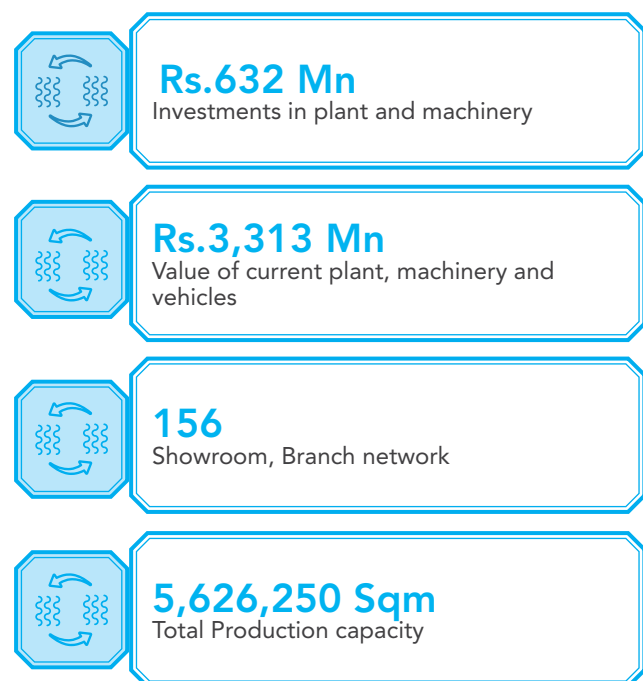 Rs.632 Mn
Investments in plant and machinery
Rs.3,313 Mn
Value of current plant, machinery and
vehicles
156
Showroom, Branch network
5,626,250 Sqm
Total Production capacity